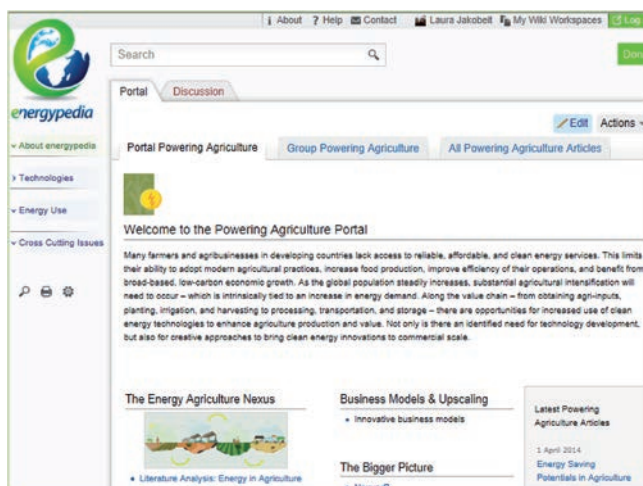 About ? Help Contact Laura Jakobeit My Wiki Workspaces Log
Search
Don
energypedia
Portal Discussion
Edit Actions
About energypedia
Portal Powering Agriculture Group Powering Agriculture All Powering Agriculture Articles
Technologies
Energy Use
Cross Cutting Issues
Welcome to the Powering Agriculture Portal
Many farmers and agribusinesses in developing countries lack access to reliable, affordable, and clean energy services. This limits
their ability to adopt modern agricultural practices, increase food production, improve efficiency of their operations, and benefit from
broad-based, low-carbon economic growth. As the global population steadily increases, substantial agricultural intensification will
need to occur – which is intrinsically tied to an increase in energy demand. Along the value chain – from obtaining agri-inputs,
planting, irrigation, and harvesting to processing, transportation, and storage – there are opportunities for increased use of clean
energy technologies to enhance agriculture production and value. Not only is there an identified need for technology development,
but also for creative approaches to bring clean energy innovations to commercial scale.
The Energy Agriculture Nexus
• Literature Analysis: Energy in Agriculture
Business Models & Upscaling
• Innovative business models
The Bigger Picture
Latest Powering
Agriculture Articles
1 April 2014
Energy Saving
Potentials in Agriculture